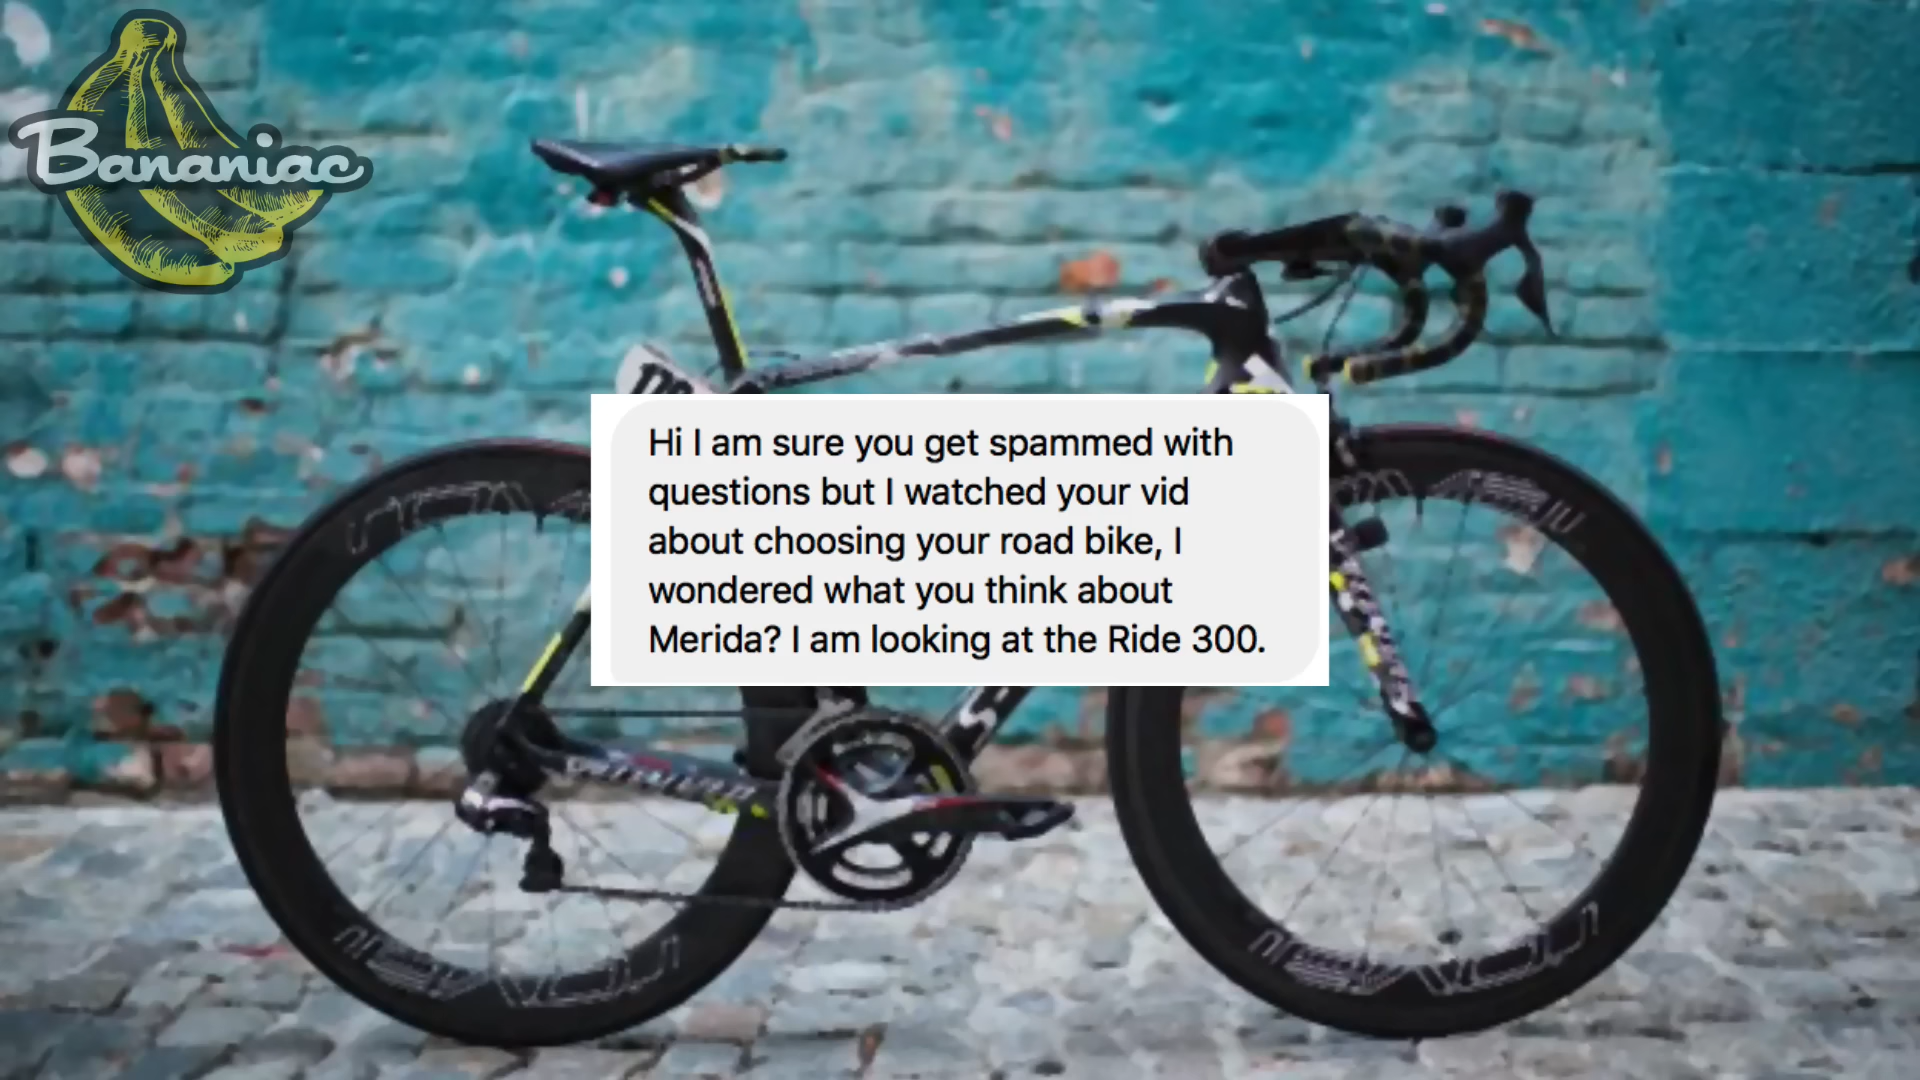 Bananiac
Hi I am sure you get spammed with
questions but I watched your vid
about choosing your road bike, I
wondered what you think about
Merida? I am looking at the Ride 300.